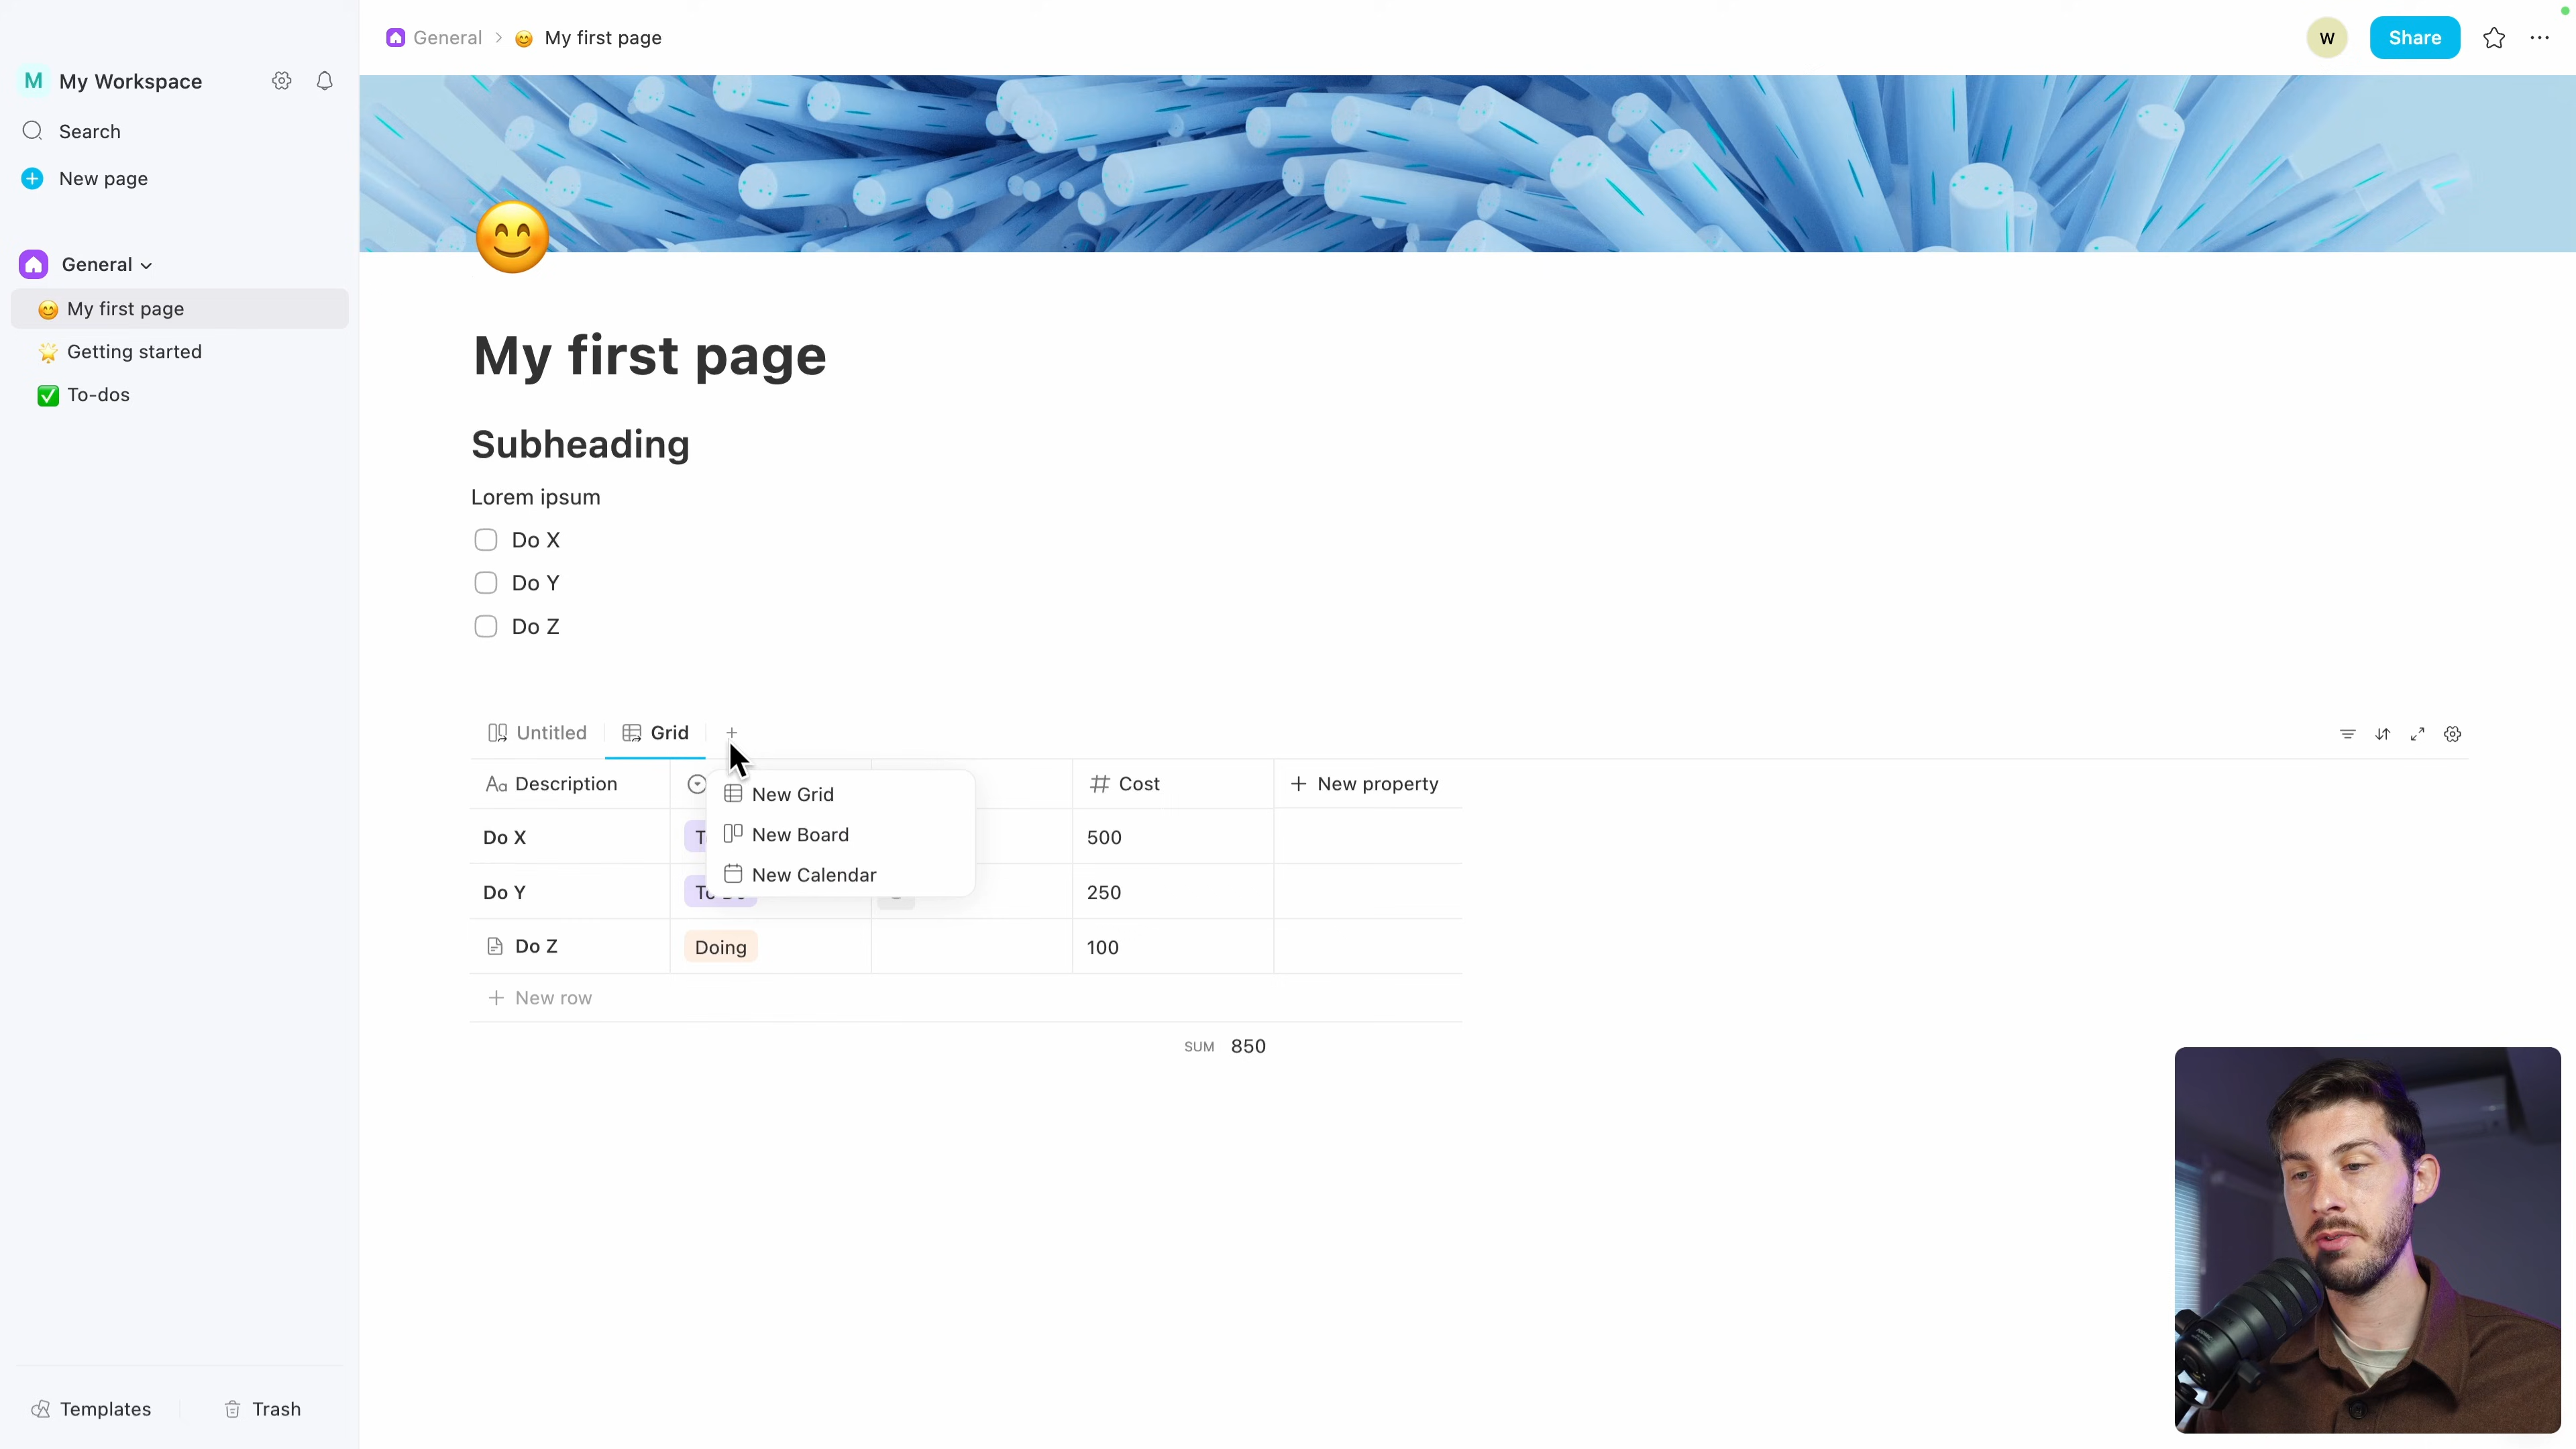 General
My first page
W
Share
M
My Workspace
Search
New page
General
My first page
Getting started
To-dos
My first page
Subheading
Lorem ipsum
Do X
Do Y
Do Z
Untitled
Grid
Aa Description
Cost
New property
New Grid
New Board
New Calendar
Do X
500
Do Y
250
Do Z
Doing
100
New row
SUM 850
Templates
Trash